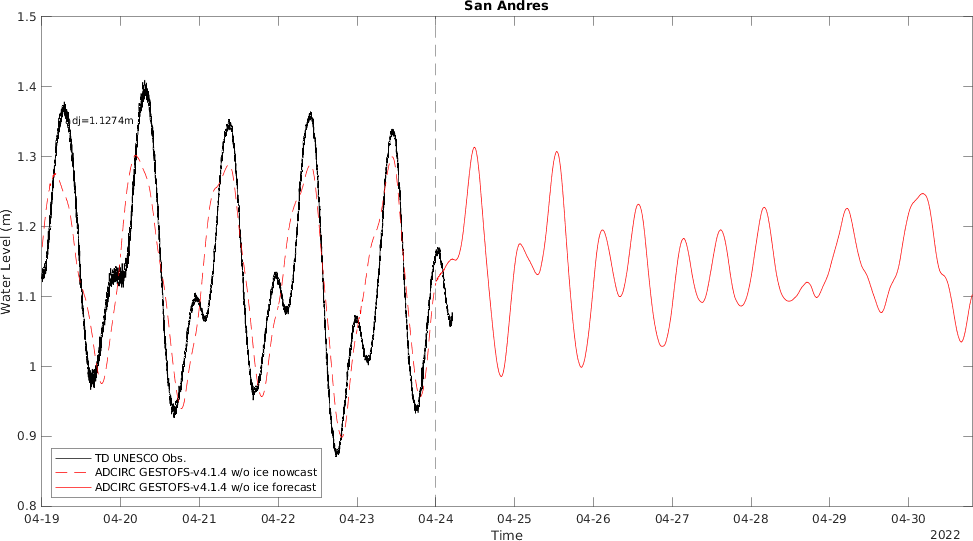 San Andres
1.5
1.4
1.3
1.2
1.1
1
0.9
0.8
Water Level (m)
dj=1.1274m
TD UNESCO Obs.
ADCIRC GESTOFS-v4.1.4 w/o ice nowcast
ADCIRC GESTOFS-v4.1.4 w/o ice forecast
04-19 04-20 04-21 04-22 04-23 04-24 04-25 04-26 04-27 04-28 04-29 04-30
Time
2022